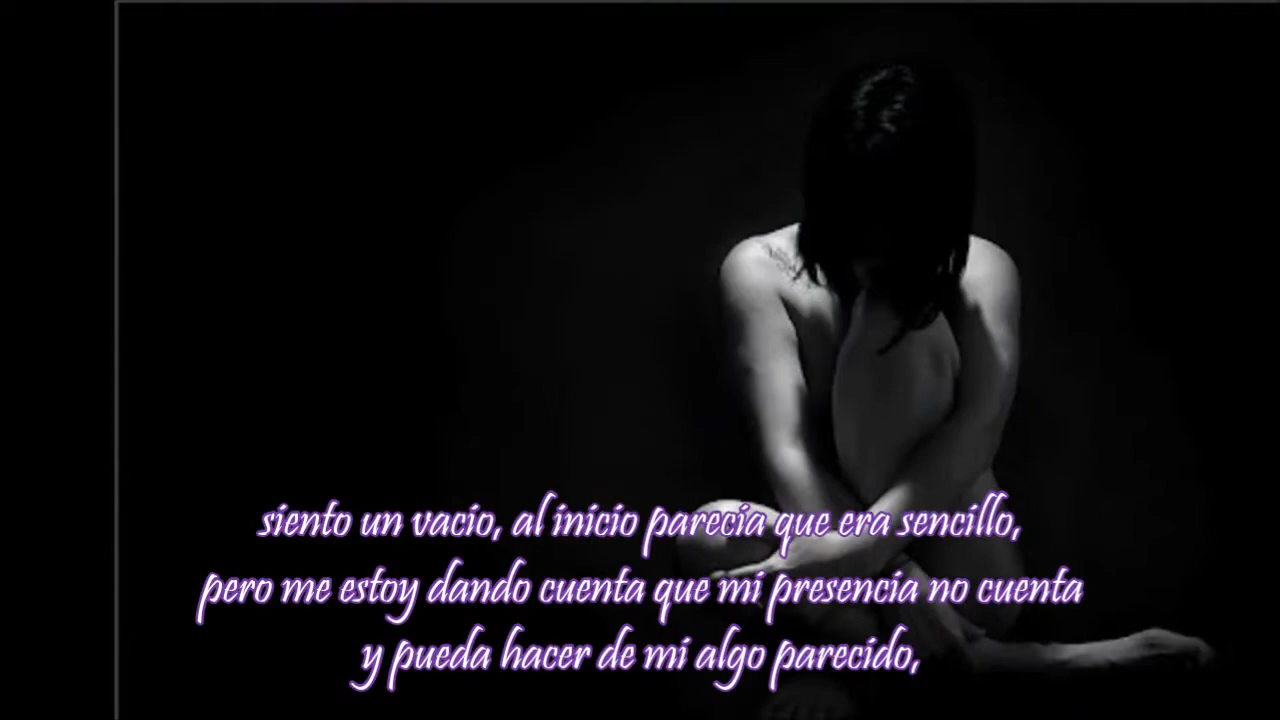 siento un vacio, al inicio parecía que era sencillo,
pero me estoy dando cuenta que mi presencia no cuenta
y pueda hacer de mi algo parecido,